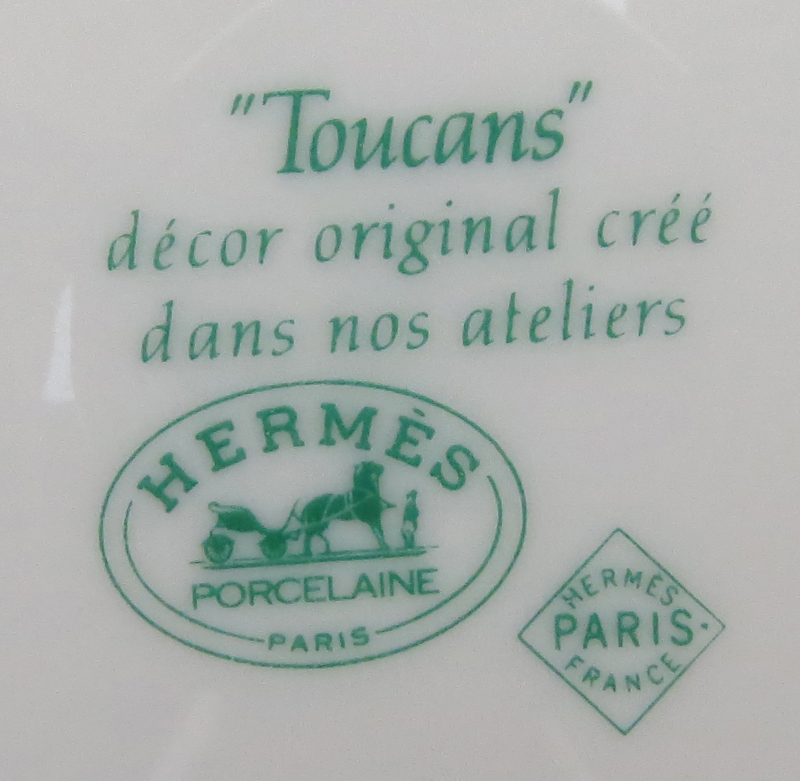 "Toucans"
décor original créé
dans nos ateliers
HERMÈS
PORCELAINE
PARIS
HERMÈS
PARIS
FRANCE